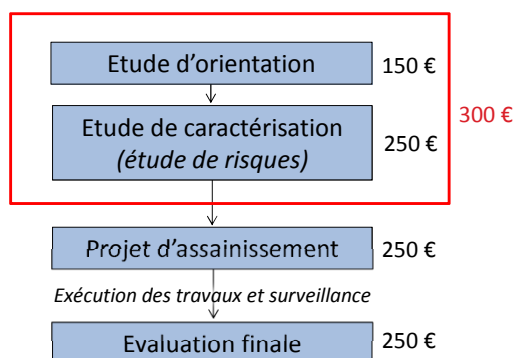 Etude d'orientation 150 €
Etude de caractérisation
(étude de risques) 250 €
300 €
Projet d'assainissement 250 €
Exécution des travaux et surveillance
Evaluation finale 250 €